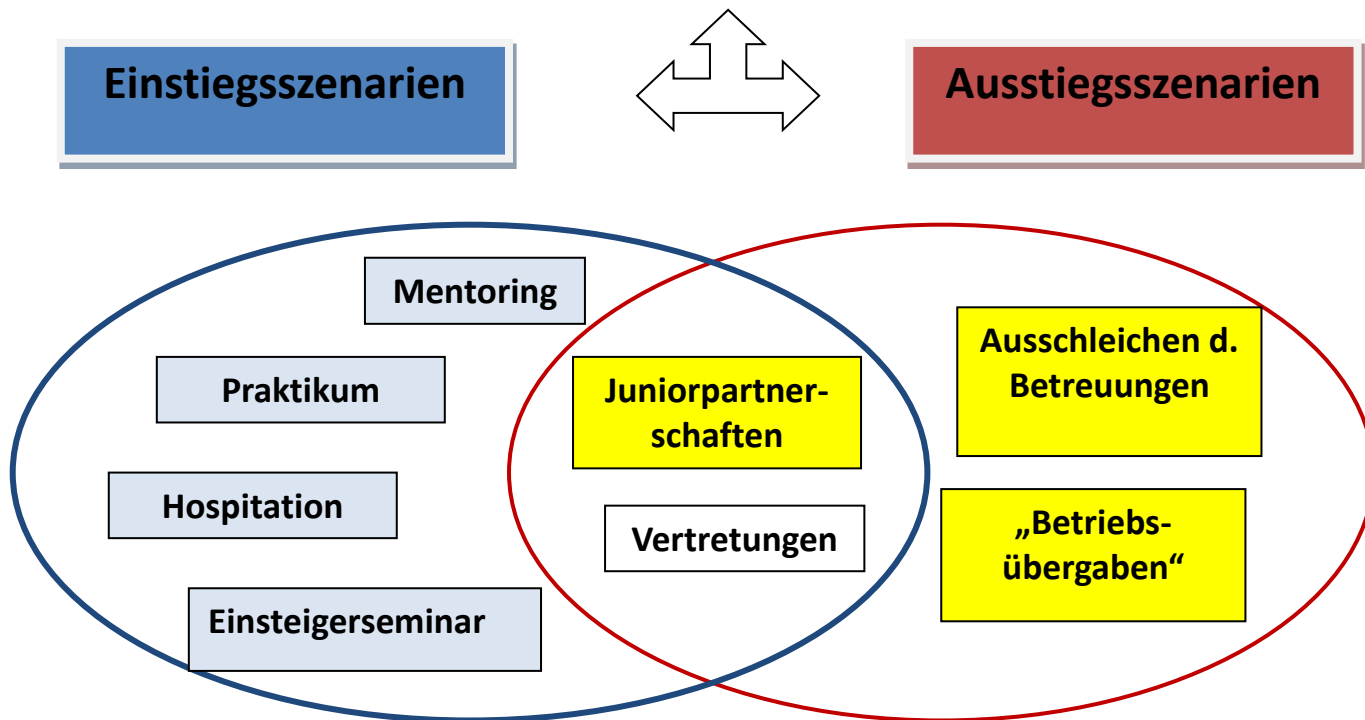 Einstiegsszenarien
Ausstiegsszenarien
Mentoring
Praktikum
Hospitation
Einsteigerseminar
Juniorpartner-
schaften
Vertretungen
Ausschleichen d.
Betreuungen
„Betriebs-
übergaben“